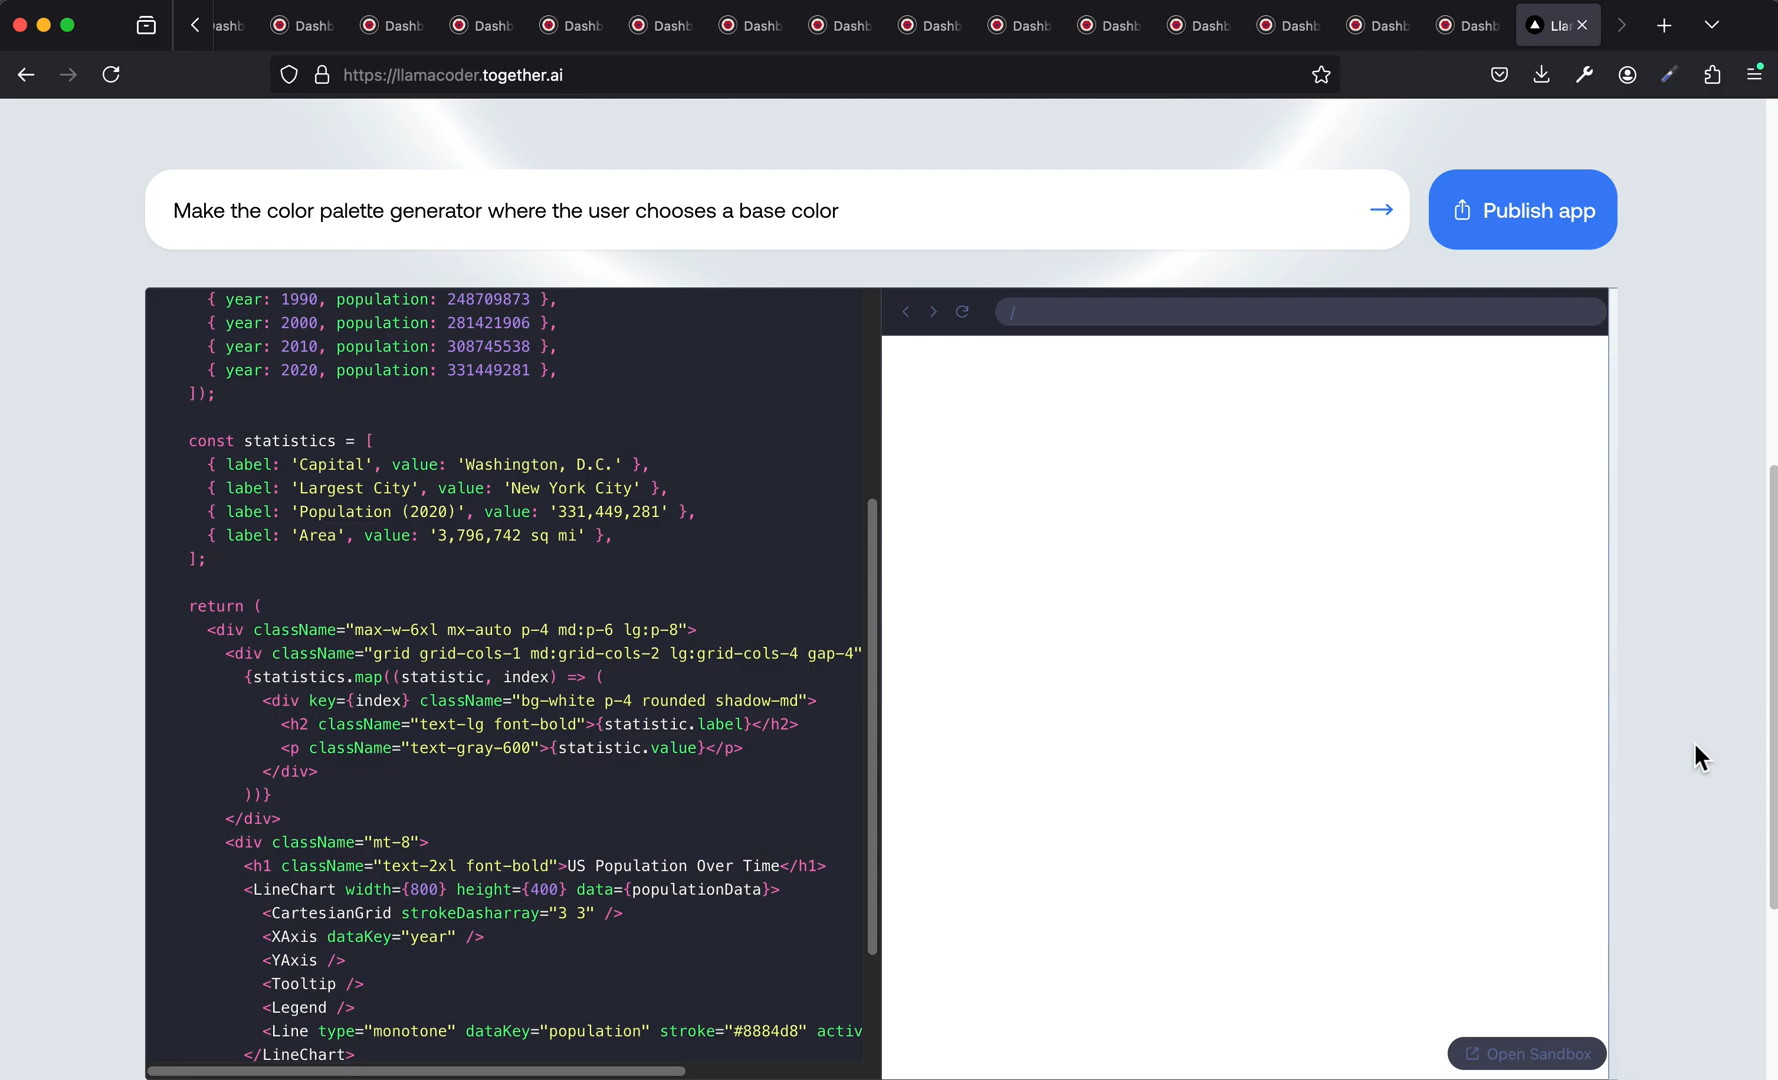 Dashb
Dashb
Dashb
Dashb
Dashb
Dashb
Dashb
Dashb
Dashb
Dashb
Dashb
Dashb
Dashb
Dashb
Llar
https://llamacoder.together.ai
Make the color palette generator where the user chooses a base color
Publish app
{ year: 1990, population: 248709873 },
{ year: 2000, population: 281421906 },
{ year: 2010, population: 308745538 },
{ year: 2020, population: 331449281 },
]);
const statistics = [
{ label: 'Capital', value: 'Washington, D.C.' },
{ label: 'Largest City', value: 'New York City' },
{ label: 'Population (2020)', value: '331,449,281' },
{ label: 'Area', value: '3,796,742 sq mi' },
];
return (
<div className="max-w-6xl mx-auto p-4 md:p-6 lg:p-8">
<div className="grid grid-cols-1 md:grid-cols-2 lg:grid-cols-4 gap-4"
{statistics.map((statistic, index) => (
<div key={index} className="bg-white p-4 rounded shadow-md">
<h2 className="text-lg font-bold">{statistic.label}</h2>
<p className="text-gray-600">{statistic.value}</p>
</div>
))}
</div>
<div className="mt-8">
<h1 className="text-2xl font-bold">US Population Over Time</h1>
<LineChart width={800} height={400} data={populationData}>
<CartesianGrid strokeDasharray="3 3" />
<XAxis dataKey="year" />
<YAxis />
<Tooltip />
<Legend />
<Line type="monotone" dataKey="population" stroke="#8884d8" activ
</LineChart>
/
Open Sandbox